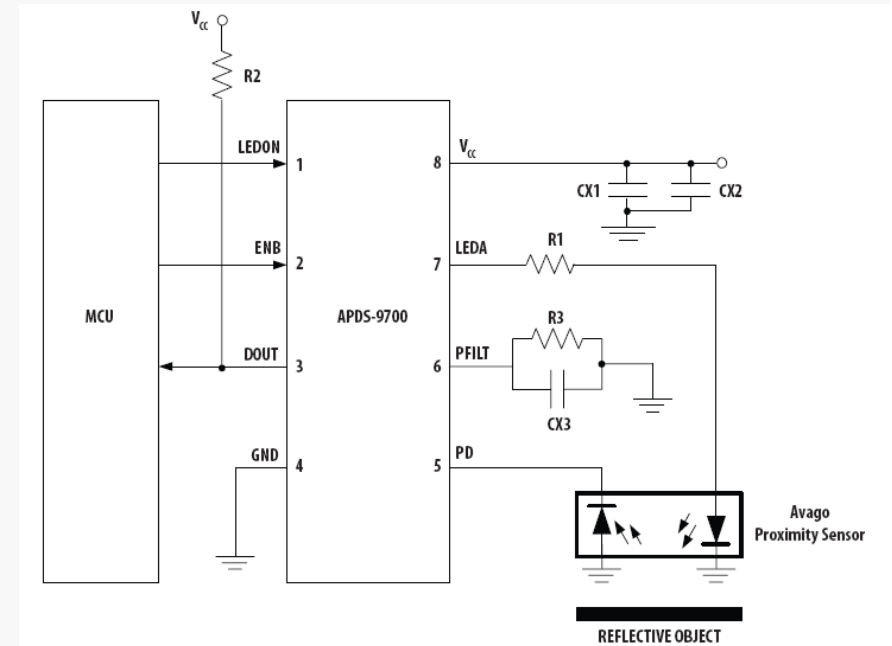 VCC
R2
LEDON
1
8
VCC
CX1
CX2
ENB
2
7
LEDA
R1
MCU
APDS-9700
DOUT
3
6
PFILT
R3
CX3
GND
4
5
PD
Avago
Proximity Sensor
REFLECTIVE OBJECT